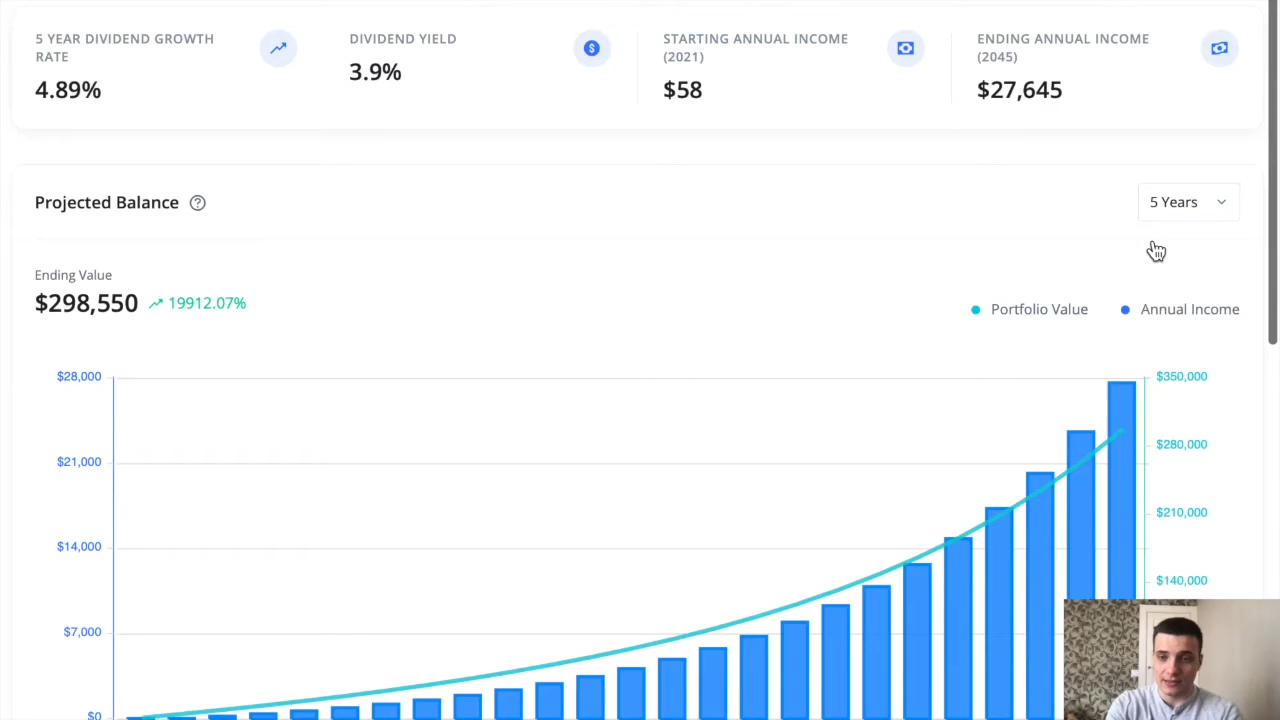 5 YEAR DIVIDEND GROWTH
RATE
4.89%
DIVIDEND YIELD
3.9%
STARTING ANNUAL INCOME
(2021)
$58
ENDING ANNUAL INCOME
(2045)
$27,645
Projected Balance
5 Years
Ending Value
$298,550 19912.07%
Portfolio Value
Annual Income
$28,000
$21,000
$14,000
$7,000
$0
$350,000
$280,000
$210,000
$140,000